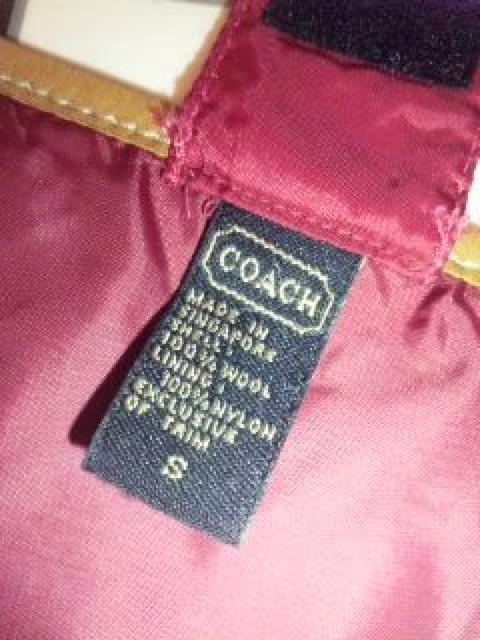 COACH
MADE IN
SINGAPORE
SHELL:
100% WOOL
LINING:
100% NYLON
EXCLUSIVE
OF TRIM
S